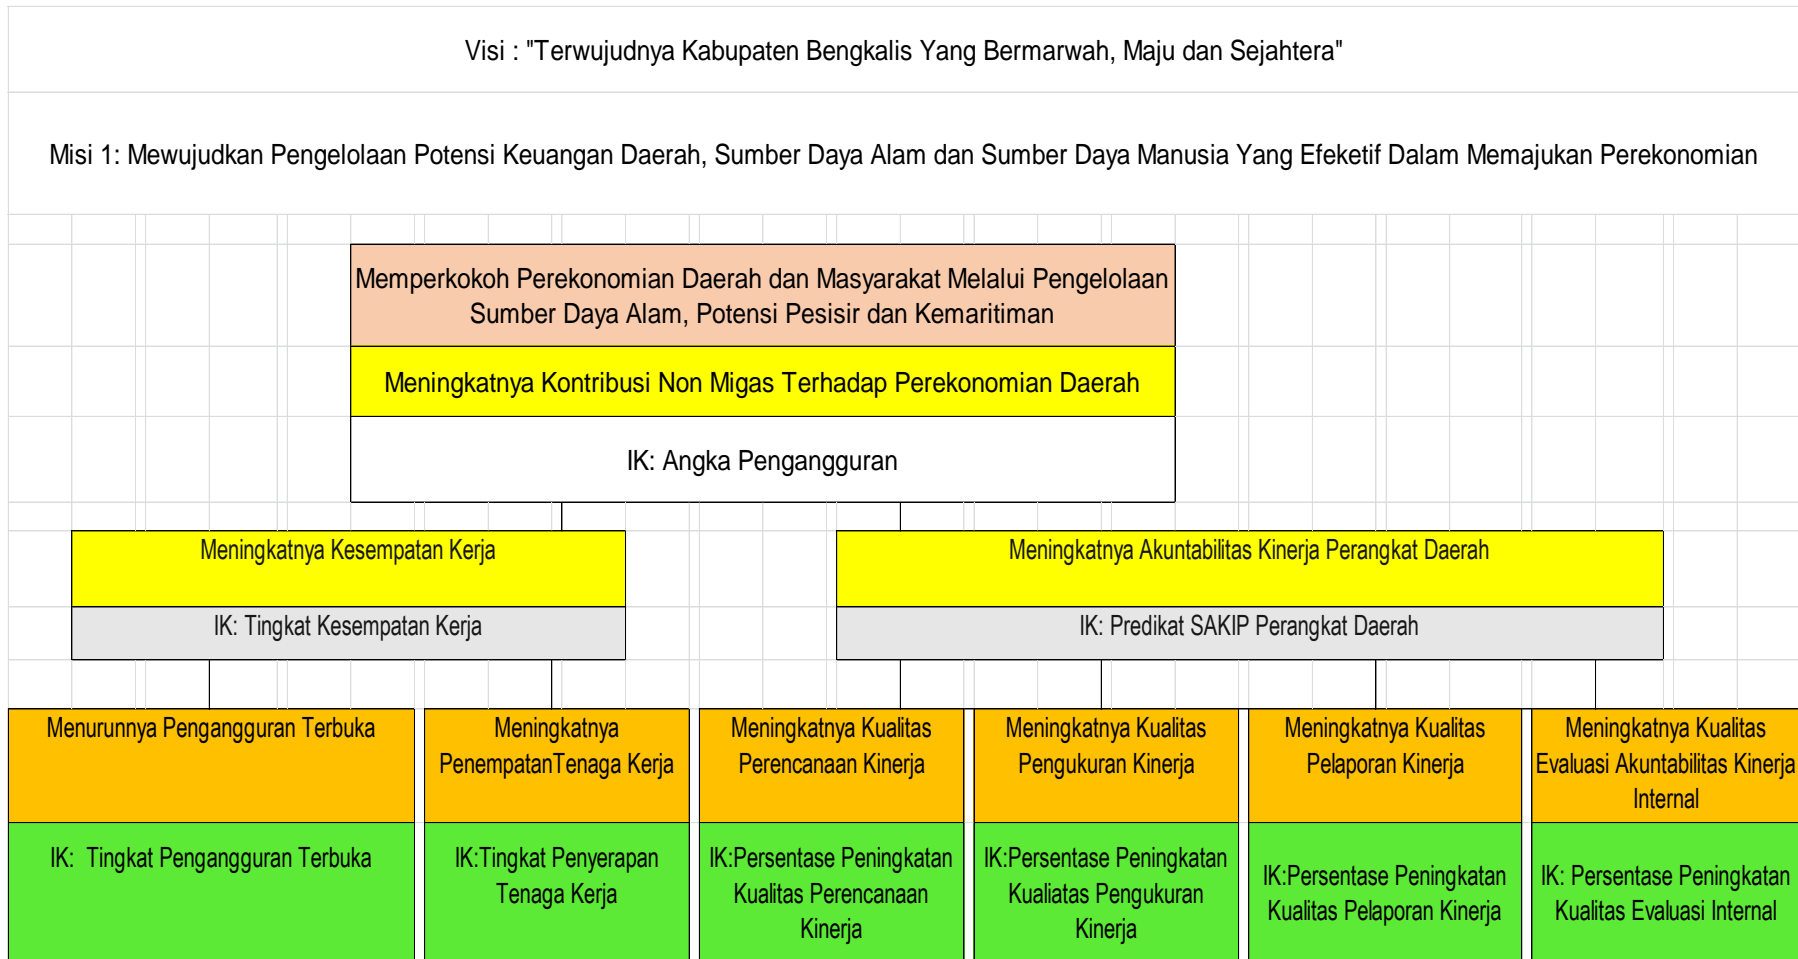 Visi : "Terwujudnya Kabupaten Bengkalis Yang Bermarwah, Maju dan Sejahtera"
Misi 1: Mewujudkan Pengelolaan Potensi Keuangan Daerah, Sumber Daya Alam dan Sumber Daya Manusia Yang Efeketif Dalam Memajukan Perekonomian
Memperkokoh Perekonomian Daerah dan Masyarakat Melalui Pengelolaan
Sumber Daya Alam, Potensi Pesisir dan Kemaritiman
Meningkatnya Kontribusi Non Migas Terhadap Perekonomian Daerah
IK: Angka Pengangguran
Meningkatnya Kesempatan Kerja
IK: Tingkat Kesempatan Kerja
Meningkatnya Akuntabilitas Kinerja Perangkat Daerah
IK: Predikat SAKIP Perangkat Daerah
Menurunnya Pengangguran Terbuka
IK:  Tingkat Pengangguran Terbuka
Meningkatnya
PenempatanTenaga Kerja
IK:Tingkat Penyerapan
Tenaga Kerja
Meningkatnya Kualitas
Perencanaan Kinerja
IK:Persentase Peningkatan
Kualitas Perencanaan
Kinerja
Meningkatnya Kualitas
Pengukuran Kinerja
IK:Persentase Peningkatan
Kualiatas Pengukuran
Kinerja
Meningkatnya Kualitas
Pelaporan Kinerja
IK:Persentase Peningkatan
Kualitas Pelaporan Kinerja
Meningkatnya Kualitas
Evaluasi Akuntabilitas Kinerja
Internal
IK: Persentase Peningkatan
Kualitas Evaluasi Internal